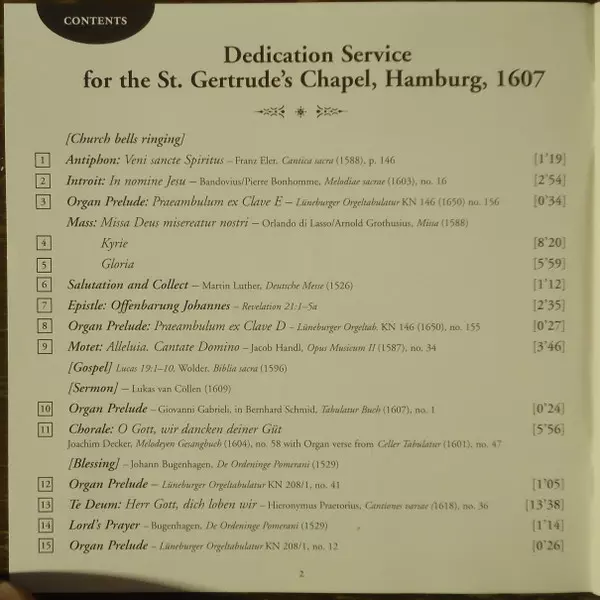 CONTENTS
Dedication Service
for the St. Gertrude's Chapel, Hamburg, 1607
[Church bells ringing]
1 Antiphon: Veni sancte Spiritus – Franz Eler, Cantica sacra (1588), p. 146 [1'19]
2 Introit: In nomine Jesu – Bandovius/Pierre Bonhomme, Melodiae sacrae (1603), no. 16 [2'54]
3 Organ Prelude: Praeambulum ex Clave E – Lüneburger Orgeltabulatur KN 146 (1650) no. 156 [0'34]
Mass: Missa Deus misereatur nostri – Orlando di Lasso/Arnold Grothusius, Missa (1588)
4 Kyrie [8'20]
5 Gloria [5'59]
6 Salutation and Collect – Martin Luther, Deutsche Messe (1526) [1'12]
7 Epistle: Offenbarung Johannes – Revelation 21:1–5a [2'35]
8 Organ Prelude: Praeambulum ex Clave D – Lüneburger Orgeltab. KN 146 (1650), no. 155 [0'27]
9 Motet: Alleluia. Cantate Domino – Jacob Handl, Opus Musicum II (1587), no. 34 [3'46]
[Gospel] Lucas 19:1–10, Wolder, Biblia sacra (1596)
[Sermon] – Lukas van Cöllen (1609)
10 Organ Prelude – Giovanni Gabrieli, in Bernhard Schmid, Tabulatur Buch (1607), no. 1 [0'24]
11 Chorale: O Gott, wir dancken deiner Güt [5'56]
Joachim Decker, Melodeyen Gesangbuch (1604), no. 58 with Organ verse from Celler Tabulatur (1601), no. 47
[Blessing] – Johann Bugenhagen, De Ordeninge Pomerani (1529)
12 Organ Prelude – Lüneburger Orgeltabulatur KN 208/1, no. 41 [1'05]
13 Te Deum: Herr Gott, dich loben wir – Hieronymus Praetorius, Cantiones variae (1618), no. 36 [13'38]
14 Lord's Prayer – Bugenhagen, De Ordeninge Pomerani (1529) [1'14]
15 Organ Prelude – Lüneburger Orgeltabulatur KN 208/1, no. 12 [0'26]
2